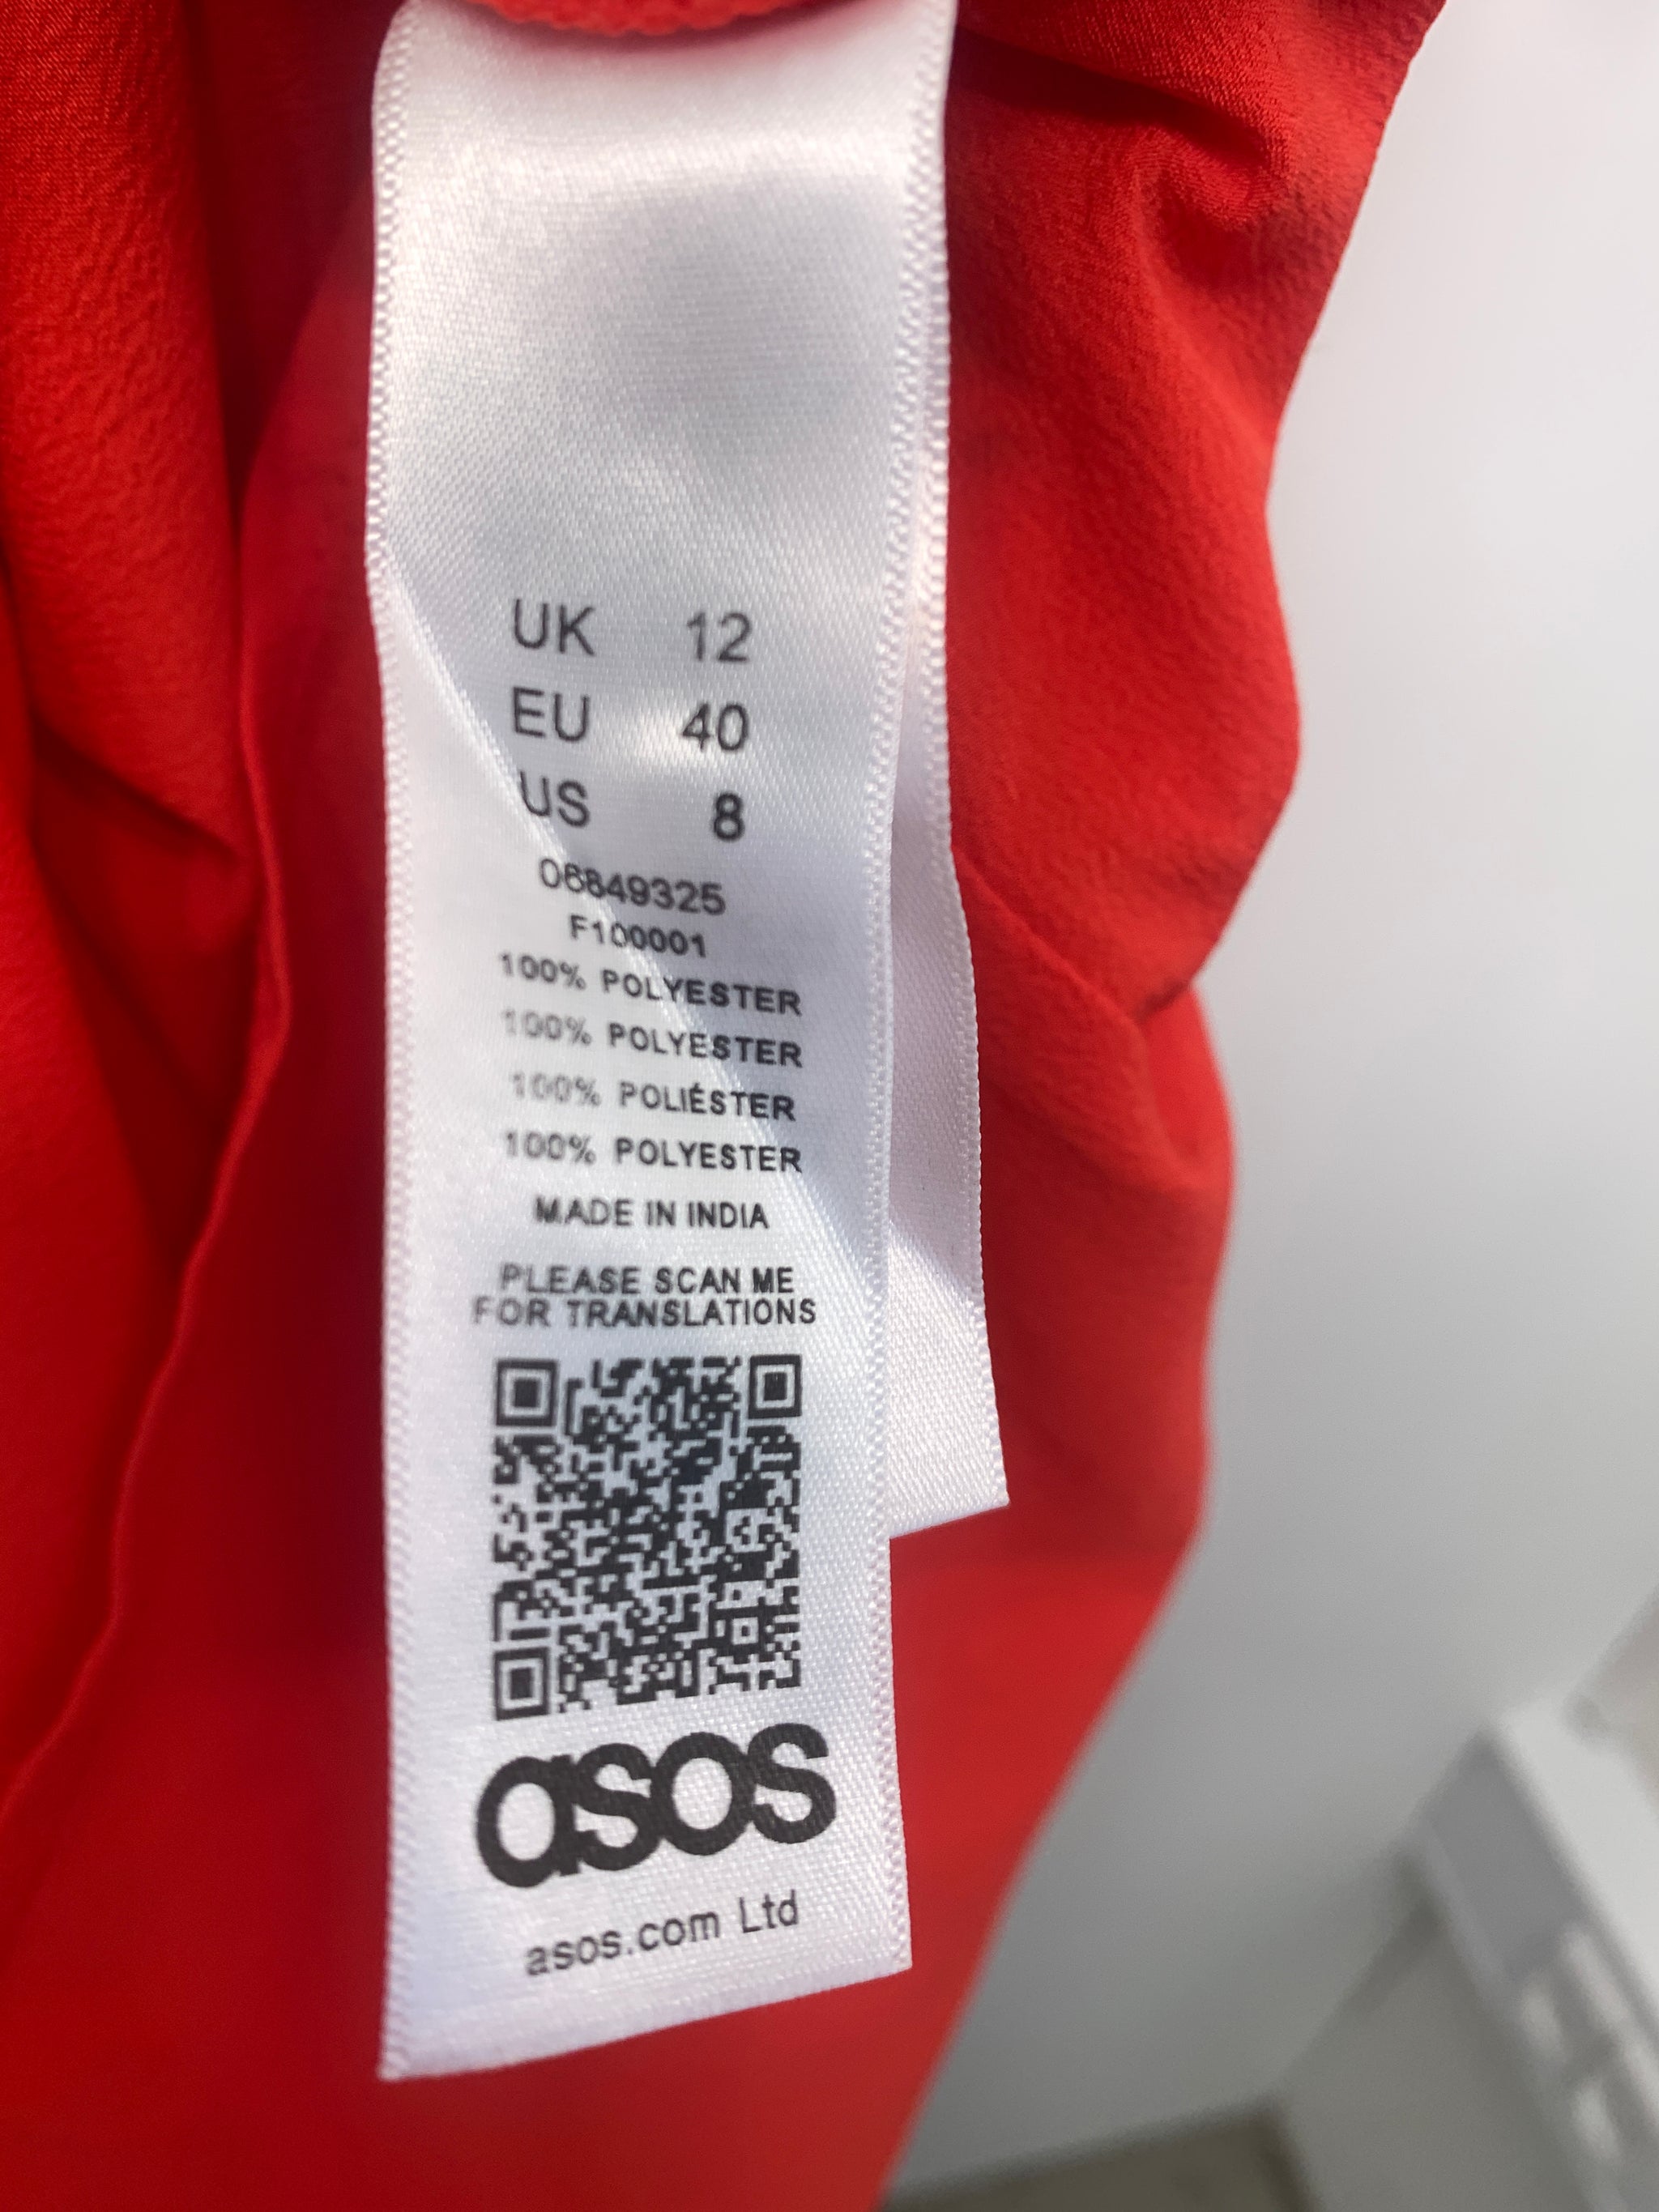 UK 12
EU 40
US 8
06849325
F100001
100% POLYESTER
100% POLYESTER
100% POLIÉSTER
100% POLYESTER
MADE IN INDIA
PLEASE SCAN ME
FOR TRANSLATIONS
asos
asos.com Ltd